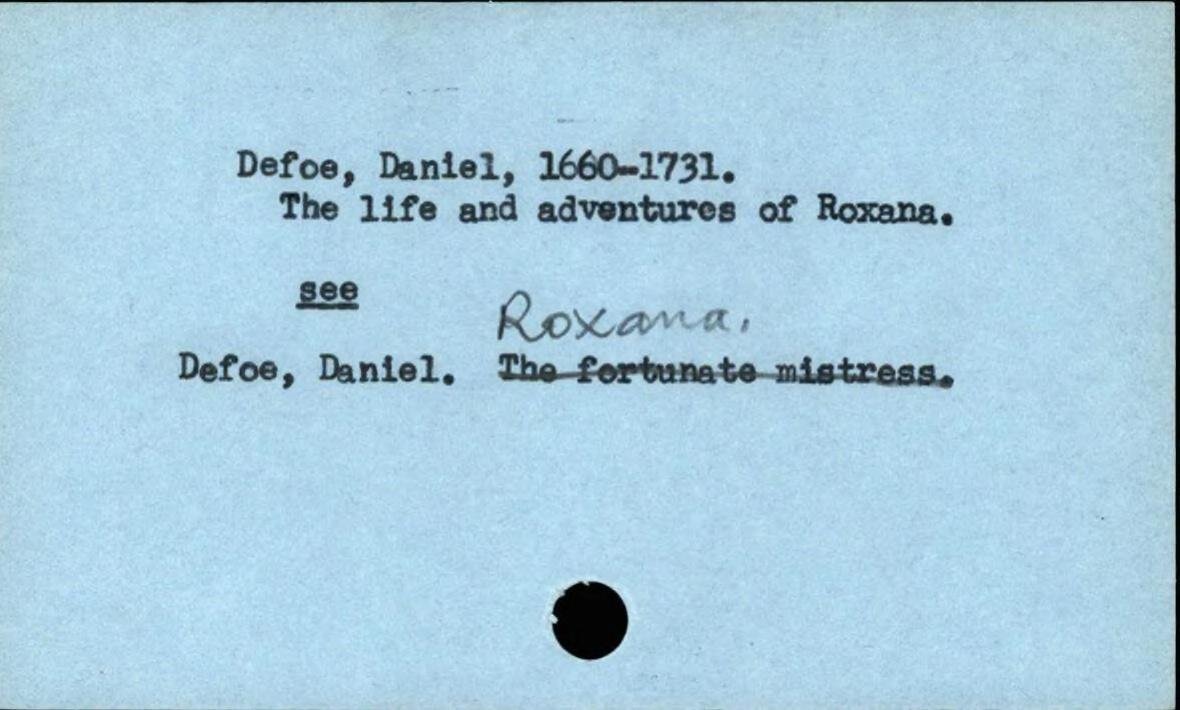 Defoe, Daniel, 1660-1731.
The life and adventures of Roxana.
see
Roxana.
Defoe, Daniel. The fortunate mistress.